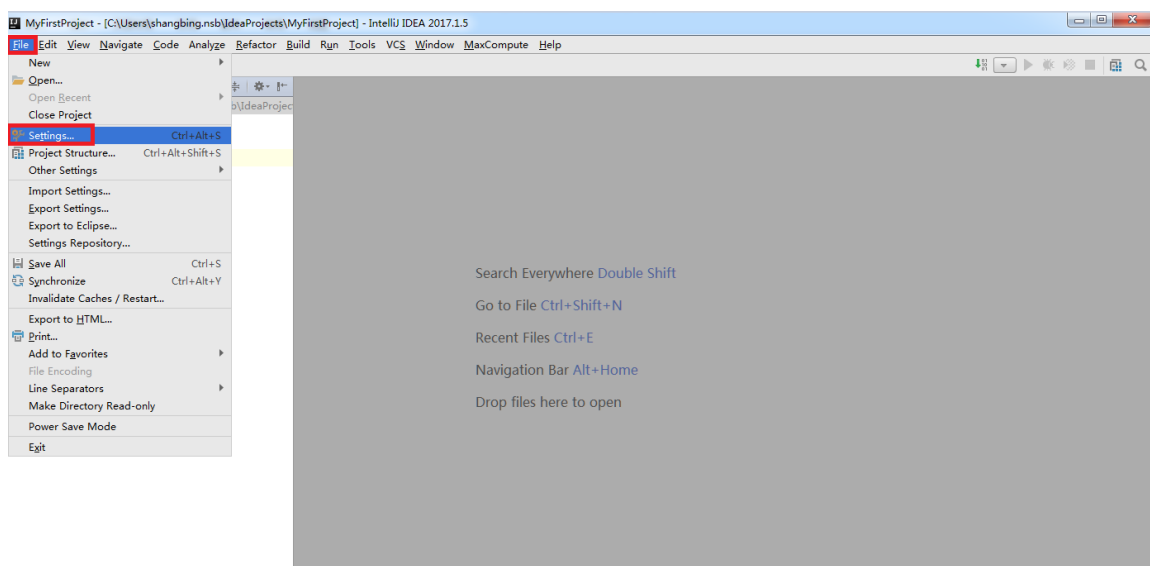 MyFirstProject - [C:\Users\shangbing.nsb\IdeaProjects\MyFirstProject] - IntelliJ IDEA 2017.1.5
File Edit View Navigate Code Analyze Refactor Build Run Tools VCS Window MaxCompute Help
New
Open...
Open Recent
b\IdeaProjec
Close Project
Settings... Ctrl+Alt+S
Project Structure... Ctrl+Alt+Shift+S
Other Settings
Import Settings...
Export Settings...
Export to Eclipse...
Settings Repository...
Save All Ctrl+S
Synchronize Ctrl+Alt+Y
Invalidate Caches / Restart...
Export to HTML...
Print...
Add to Favorites
File Encoding
Line Separators
Make Directory Read-only
Power Save Mode
Exit
Search Everywhere Double Shift
Go to File Ctrl+Shift+N
Recent Files Ctrl+E
Navigation Bar Alt+Home
Drop files here to open